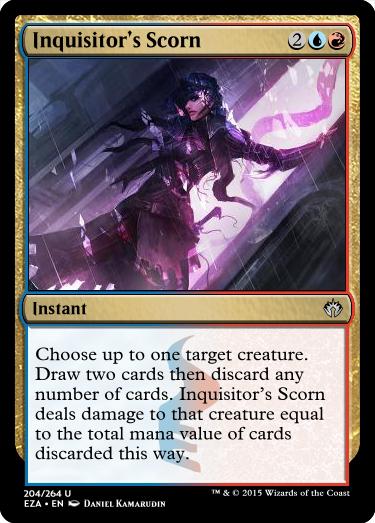 Inquisitor's Scorn 2
Instant
Choose up to one target creature.
Draw two cards then discard any
number of cards. Inquisitor's Scorn
deals damage to that creature equal
to the total mana value of cards
discarded this way.
204/264 U
EZA • EN DANIEL KAMARUDIN
™ & © 2015 Wizards of the Coast